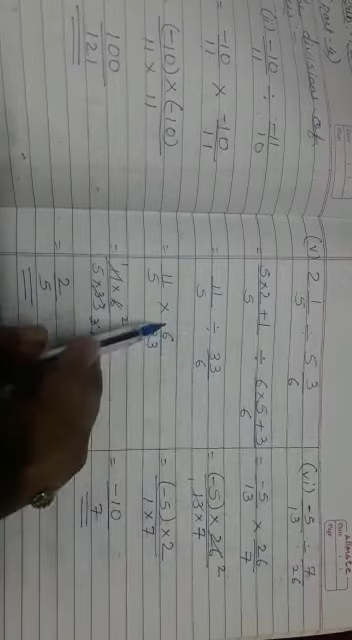 (Part-4)
division of
(ii) -10/11 ÷ -11/10
= -10/11 × -10/11
(-10) × (-10)
11 × 11
100
121
(v) 2 1/5 ÷ 5 3/6
= 5×2+1/5 ÷ 6×5+3/6
= 11/5 ÷ 33/6
= 11/5 × 6/33
= 11×6 2
5×33 3
= 2/5
(vi) -5/13 ÷ 7/26
= -5/13 × 26/7
= (-5)×26 2
13×7
= (-5)×2
1×7
= -10
7